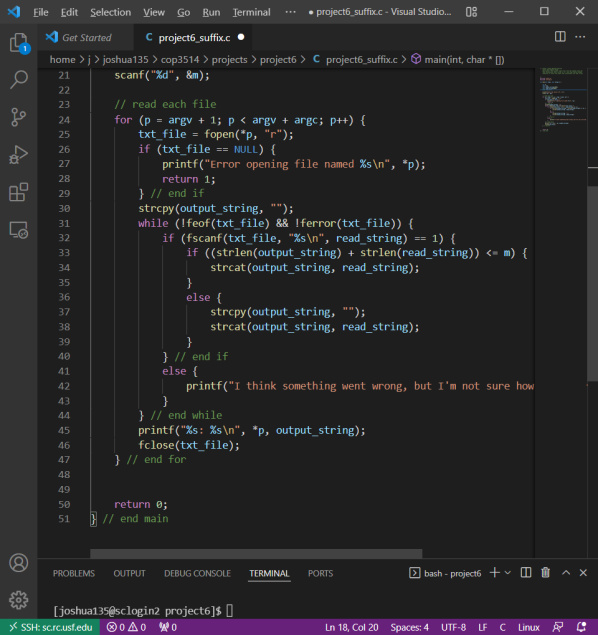 File Edit Selection View Go Run Terminal ··· ● project6_suffix.c - Visual Studio...
1
Get Started C project6_suffix.c ●
home > j > joshua135 > cop3514 > projects > project6 > C project6_suffix.c > main(int, char * [])
21 scanf("%d", &m);
22
23 // read each file
24 for (p = argv + 1; p < argv + argc; p++) {
25 txt_file = fopen(*p, "r");
26 if (txt_file == NULL) {
27 printf("Error opening file named %s\n", *p);
28 return 1;
29 } // end if
30 strcpy(output_string, "");
31 while (!feof(txt_file) && !ferror(txt_file)) {
32 if (fscanf(txt_file, "%s\n", read_string) == 1) {
33 if ((strlen(output_string) + strlen(read_string)) <= m) {
34 strcat(output_string, read_string);
35 }
36 else {
37 strcpy(output_string, "");
38 strcat(output_string, read_string);
39 }
40 } // end if
41 else {
42 printf("I think something went wrong, but I'm not sure how
43 }
44 } // end while
45 printf("%s: %s\n", *p, output_string);
46 fclose(txt_file);
47 } // end for
48
49
50 return 0;
51 } // end main
PROBLEMS OUTPUT DEBUG CONSOLE TERMINAL PORTS bash - project6
[joshua135@sclogin2 project6]$
SSH: sc.rc.usf.edu 0 0 0 Ln 18, Col 20 Spaces: 4 UTF-8 LF C Linux